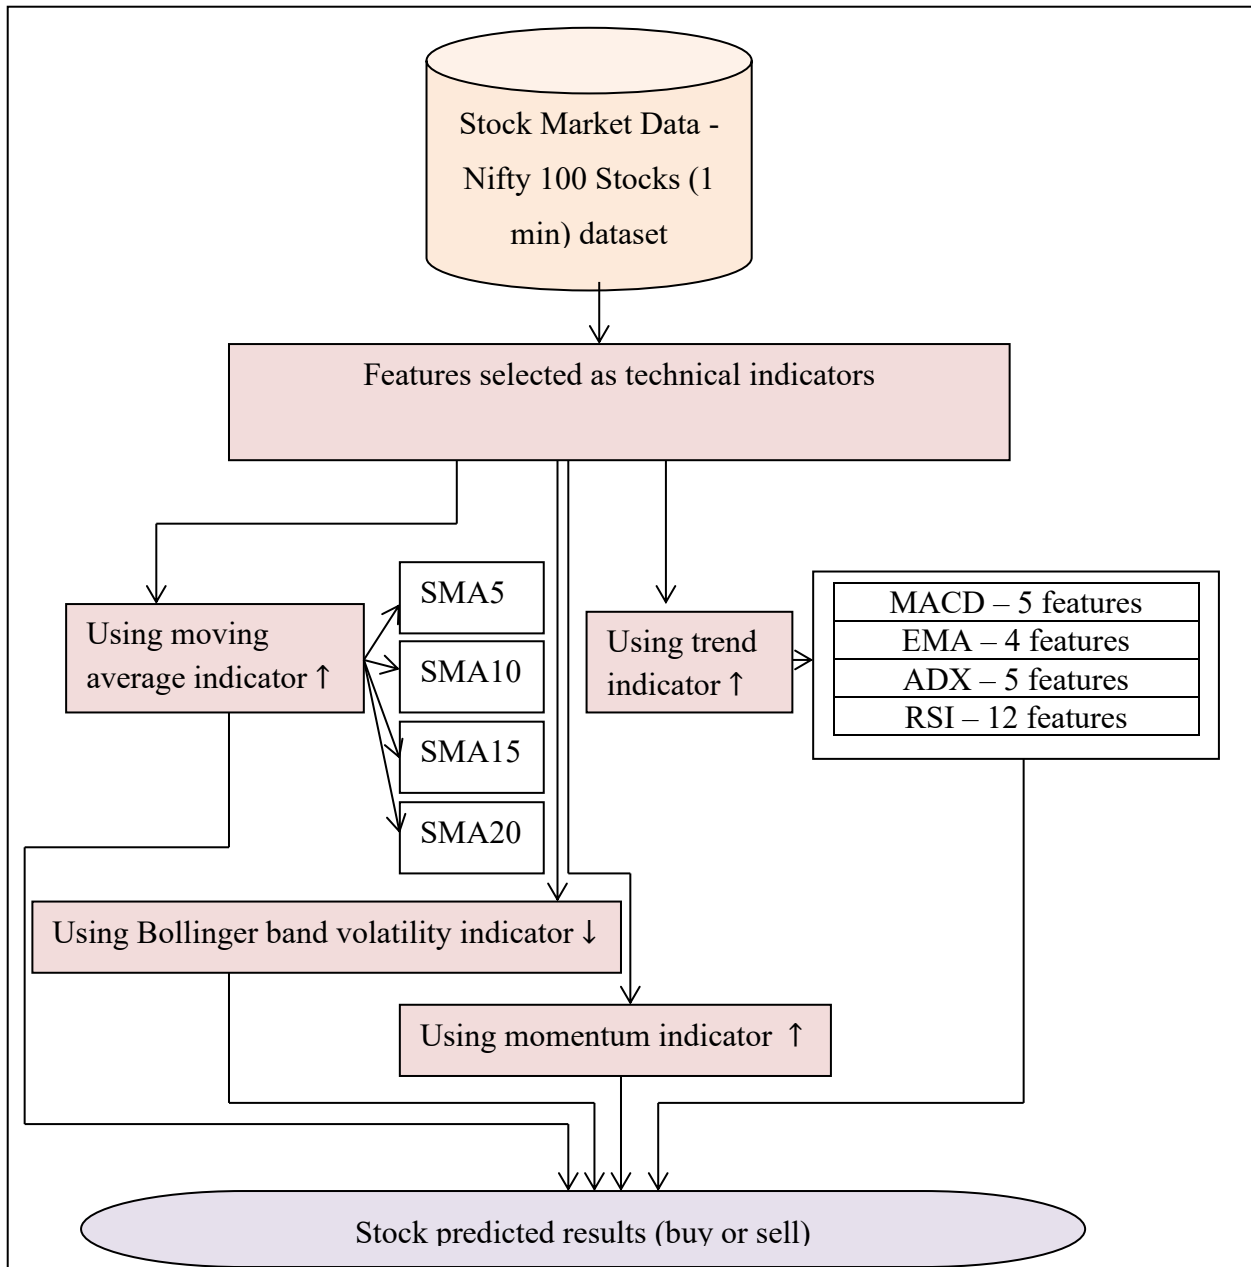 Stock Market Data -
Nifty 100 Stocks (1
min) dataset
Features selected as technical indicators
Using moving
average indicator ↑
SMA5
SMA10
SMA15
SMA20
Using trend
indicator ↑
MACD – 5 features
EMA – 4 features
ADX – 5 features
RSI – 12 features
Using Bollinger band volatility indicator ↓
Using momentum indicator ↑
Stock predicted results (buy or sell)